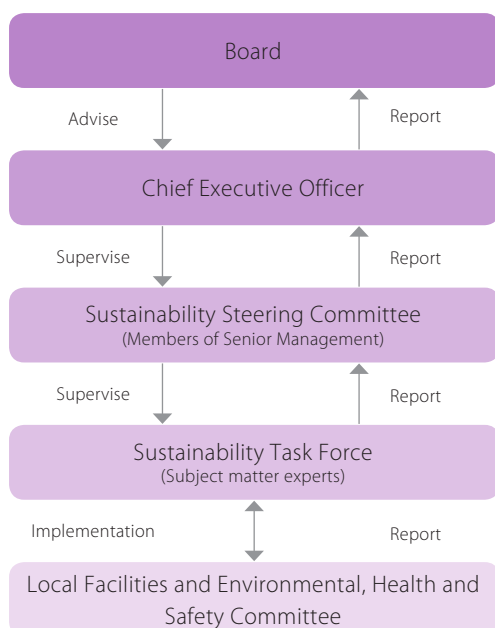 Board
Advise
Report
Chief Executive Officer
Supervise
Report
Sustainability Steering Committee
(Members of Senior Management)
Supervise
Report
Sustainability Task Force
(Subject matter experts)
Implementation
Report
Local Facilities and Environmental, Health and
Safety Committee